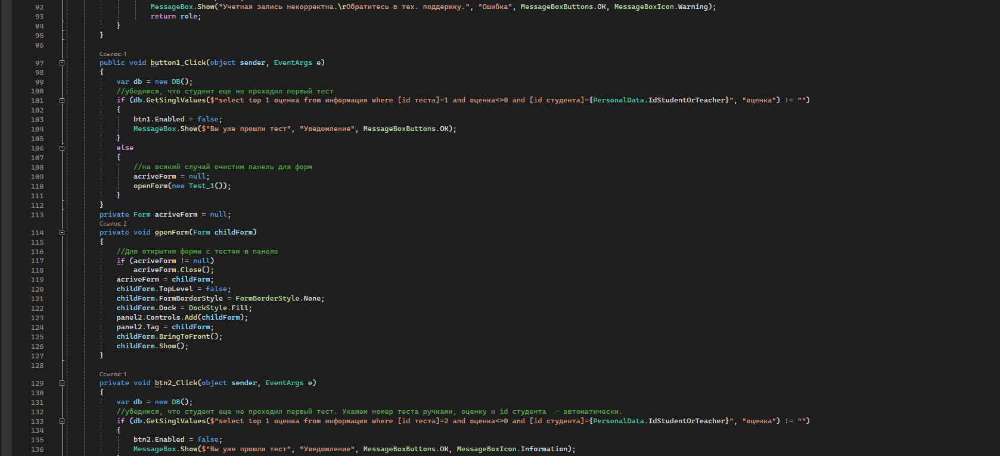 92 MessageBox.Show("Учетная запись некорректна.\rОбратитесь в тех. поддержку.", "Ошибка", MessageBoxButtons.OK, MessageBoxIcon.Warning);
93 return role;
94 }
95 }
96
Ссылок: 1
97 public void button1_Click(object sender, EventArgs e)
98 {
99 var db = new DB();
100 //убедимся, что студент еще не проходил первый тест
101 if (db.GetSinglValues($"select top 1 оценка from информация where [id теста]=1 and оценка<>0 and [id студента]={PersonalData.IdStudentOrTeacher}", "оценка") != "")
102 {
103 btn1.Enabled = false;
104 MessageBox.Show($"Вы уже прошли тест", "Уведомление", MessageBoxButtons.OK);
105 }
106 else
107 {
108 //на всякий случай очистим панель для форм
109 acriveForm = null;
110 openForm(new Test_1());
111 }
112 }
113 private Form acriveForm = null;
Ссылок: 2
114 private void openForm(Form childForm)
115 {
116 //Для открытия формы с тестом в панеле
117 if (acriveForm != null)
118 acriveForm.Close();
119 acriveForm = childForm;
120 childForm.TopLevel = false;
121 childForm.FormBorderStyle = FormBorderStyle.None;
122 childForm.Dock = DockStyle.Fill;
123 panel2.Controls.Add(childForm);
124 panel2.Tag = childForm;
125 childForm.BringToFront();
126 childForm.Show();
127 }
128
Ссылок: 1
129 private void btn2_Click(object sender, EventArgs e)
130 {
131 var db = new DB();
132 //убедимся, что студент еще не проходил первый тест. Укажем номер теста ручками, оценку и id студента - автоматически.
133 if (db.GetSinglValues($"select top 1 оценка from информация where [id теста]=2 and оценка<>0 and [id студента]={PersonalData.IdStudentOrTeacher}", "оценка") != "")
134 {
135 btn2.Enabled = false;
136 MessageBox.Show($"Вы уже прошли тест", "Уведомление", MessageBoxButtons.OK, MessageBoxIcon.Information);